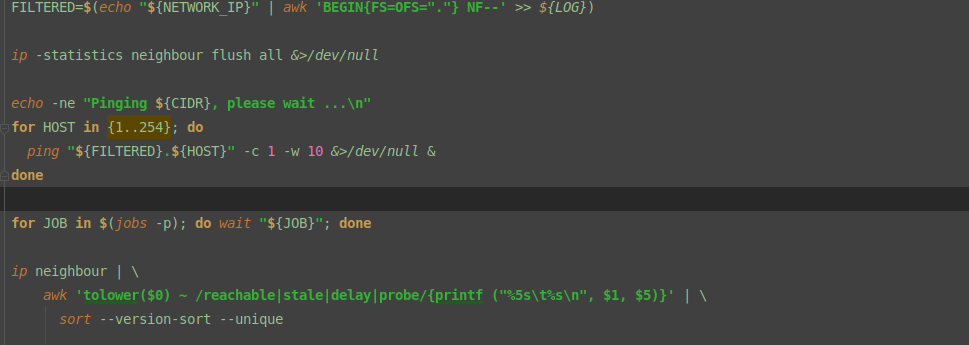 FILTERED=$(echo "${NETWORK_IP}" | awk 'BEGIN{FS=OFS="."} NF--' >> ${LOG})
ip -statistics neighbour flush all &>/dev/null
echo -ne "Pinging ${CIDR}, please wait ...\n"
for HOST in {1..254}; do
  ping "${FILTERED}.${HOST}" -c 1 -w 10 &>/dev/null &
done
for JOB in $(jobs -p); do wait "${JOB}"; done
ip neighbour | \
    awk 'tolower($0) ~ /reachable|stale|delay|probe/{printf ("%5s\t%s\n", $1, $5)}' | \
      sort --version-sort --unique